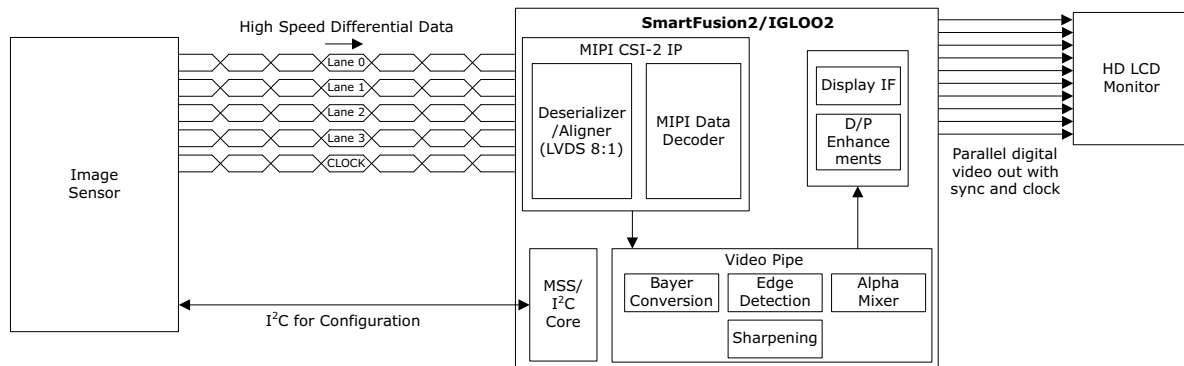 High Speed Differential Data
SmartFusion2/IGLOO2
MIPI CSI-2 IP
Lane 0
Lane 1
Lane 2
Lane 3
CLOCK
Image
Sensor
Deserializer
/Aligner
(LVDS 8:1)
MIPI Data
Decoder
Display IF
D/P
Enhance
ments
HD LCD
Monitor
Parallel digital
video out with
sync and clock
I²C for Configuration
MSS/
I²C
Core
Video Pipe
Bayer
Conversion
Edge
Detection
Alpha
Mixer
Sharpening